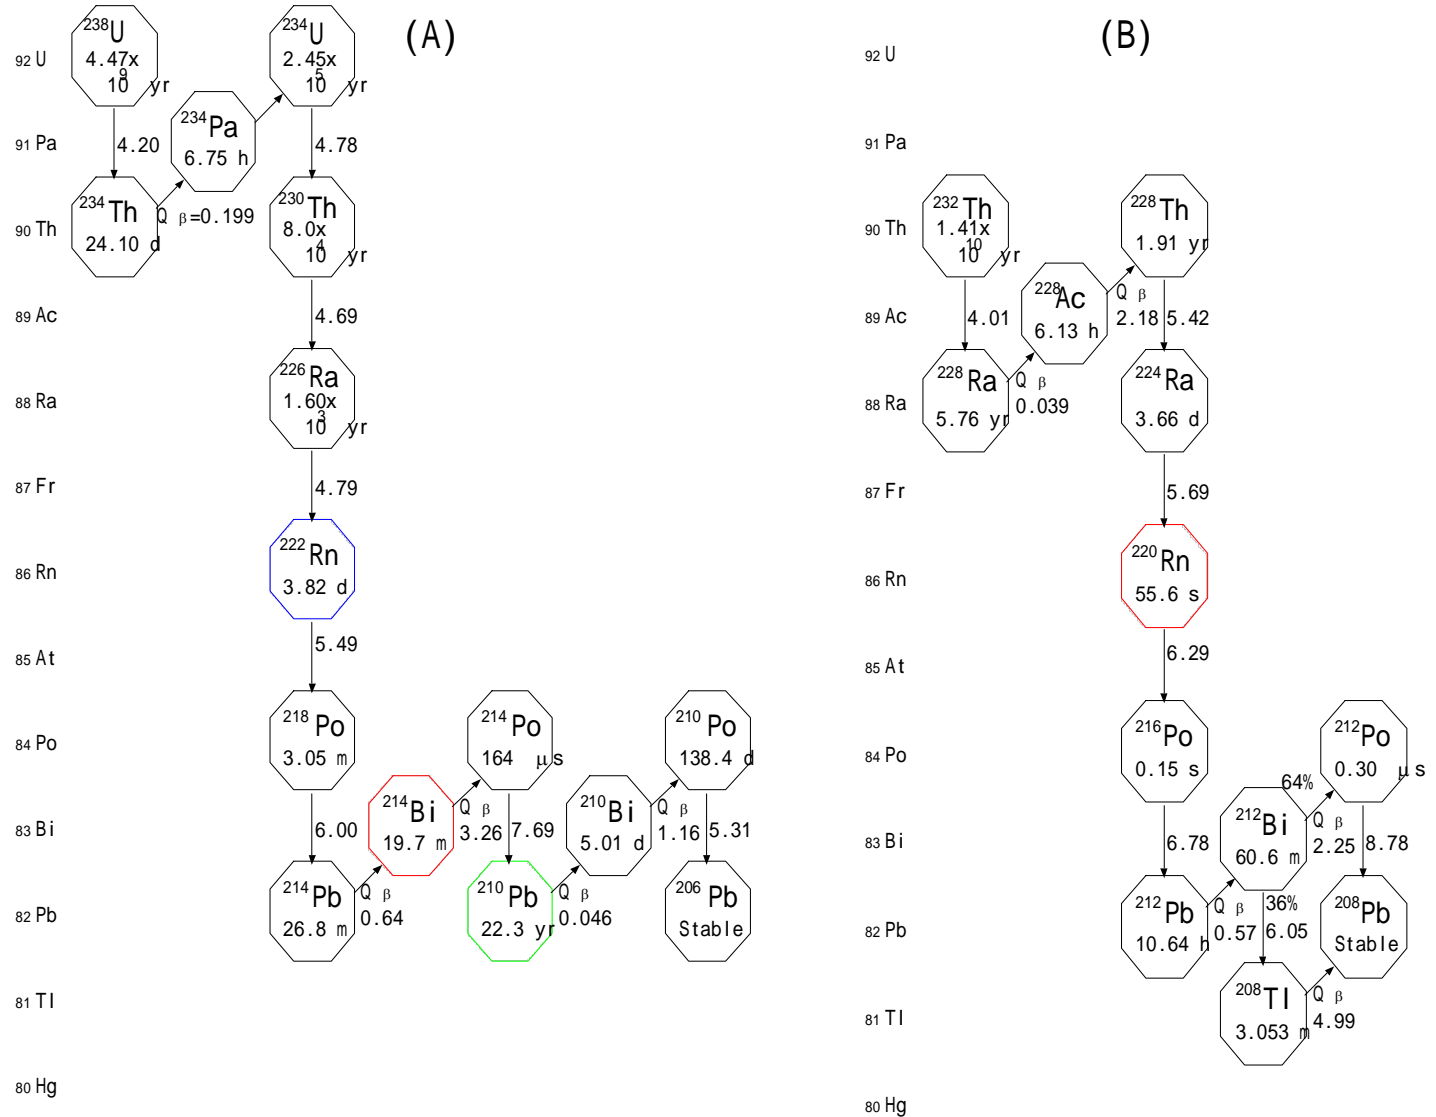 (A)
92 U
238U
4.47x
10^9 yr
234U
2.45x
10^5 yr
91 Pa
4.20
234Pa
6.75 h
4.78
90 Th
234Th
24.10 d
Q β=0.199
230Th
8.0x
10^4 yr
89 Ac
4.69
88 Ra
226Ra
1.60x
10^3 yr
87 Fr
4.79
86 Rn
222Rn
3.82 d
85 At
5.49
84 Po
218Po
3.05 m
214Po
164 μs
210Po
138.4 d
83 Bi
6.00
214Bi
19.7 m
Q β
3.26
7.69
210Bi
5.01 d
Q β
1.16
5.31
82 Pb
214Pb
26.8 m
Q β
0.64
210Pb
22.3 yr
Q β
0.046
206Pb
Stable
81 Tl
80 Hg
(B)
92 U
91 Pa
90 Th
232Th
1.41x
10^10 yr
228Th
1.91 yr
89 Ac
4.01
228Ac
6.13 h
Q β
2.18
5.42
88 Ra
228Ra
5.76 yr
Q β
0.039
224Ra
3.66 d
87 Fr
5.69
86 Rn
220Rn
55.6 s
85 At
6.29
84 Po
216Po
0.15 s
212Po
0.30 μs
64%
83 Bi
6.78
212Bi
60.6 m
Q β
2.25
8.78
82 Pb
212Pb
10.64 h
Q β
0.57
36%
6.05
208Pb
Stable
81 Tl
208Tl
3.053 m
Q β
4.99
80 Hg